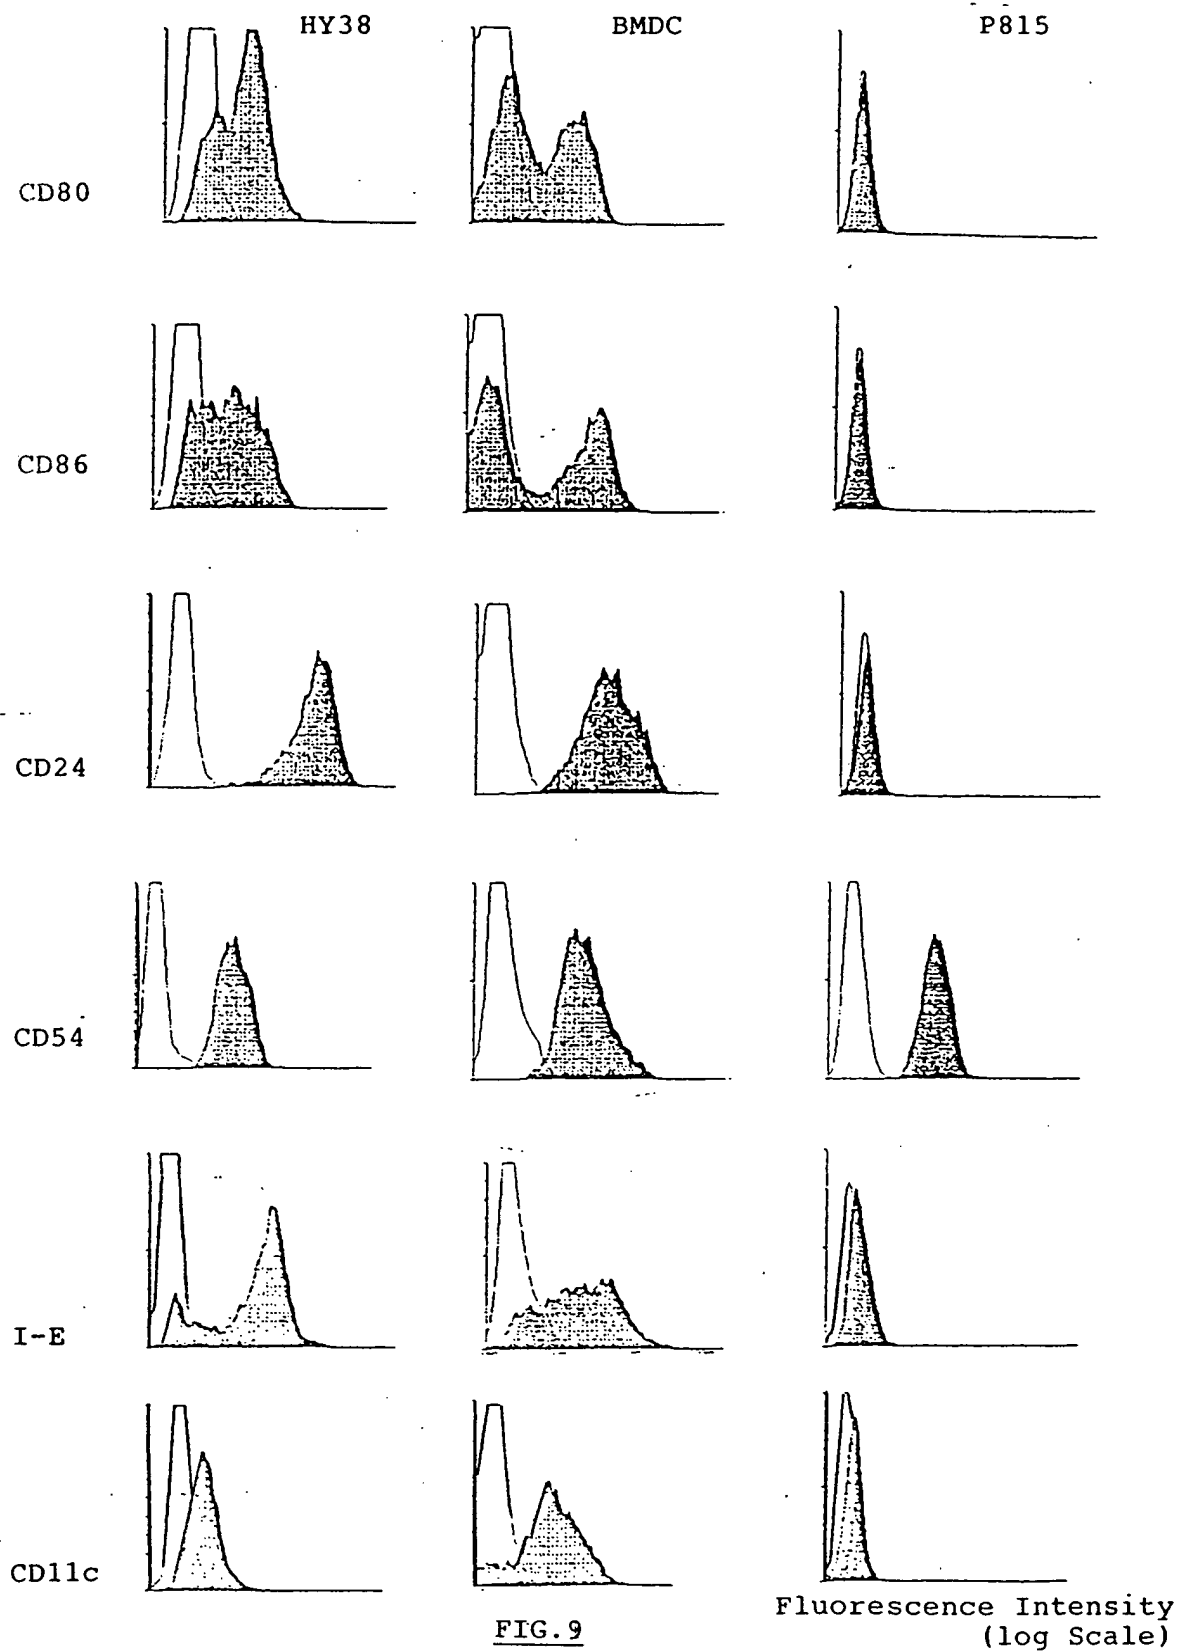 HY38 BMDC P815
CD80
CD86
CD24
CD54
I-E
CD11c
Fluorescence Intensity
(log Scale)
FIG.9